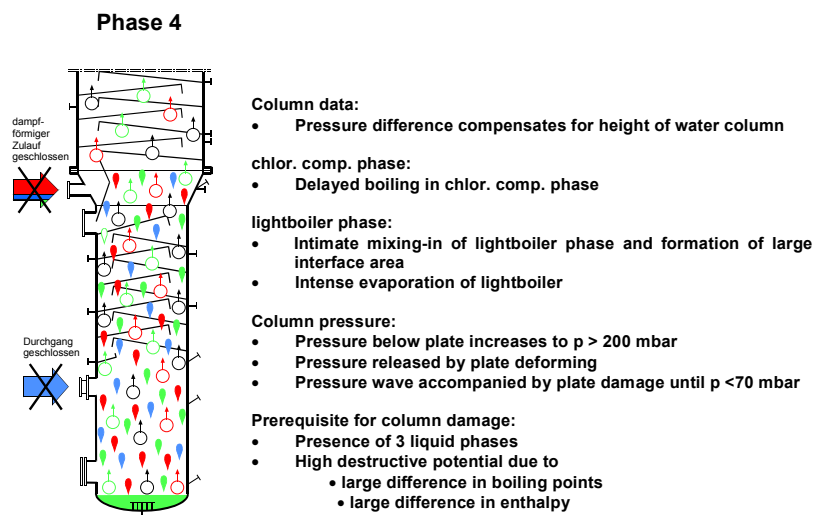 Phase 4
dampf-
förmiger
Zulauf
geschlossen
Durchgang
geschlossen
Column data:
• Pressure difference compensates for height of water column
chlor. comp. phase:
• Delayed boiling in chlor. comp. phase
lightboiler phase:
• Intimate mixing-in of lightboiler phase and formation of large
interface area
• Intense evaporation of lightboiler
Column pressure:
• Pressure below plate increases to p > 200 mbar
• Pressure released by plate deforming
• Pressure wave accompanied by plate damage until p <70 mbar
Prerequisite for column damage:
• Presence of 3 liquid phases
• High destructive potential due to
• large difference in boiling points
• large difference in enthalpy